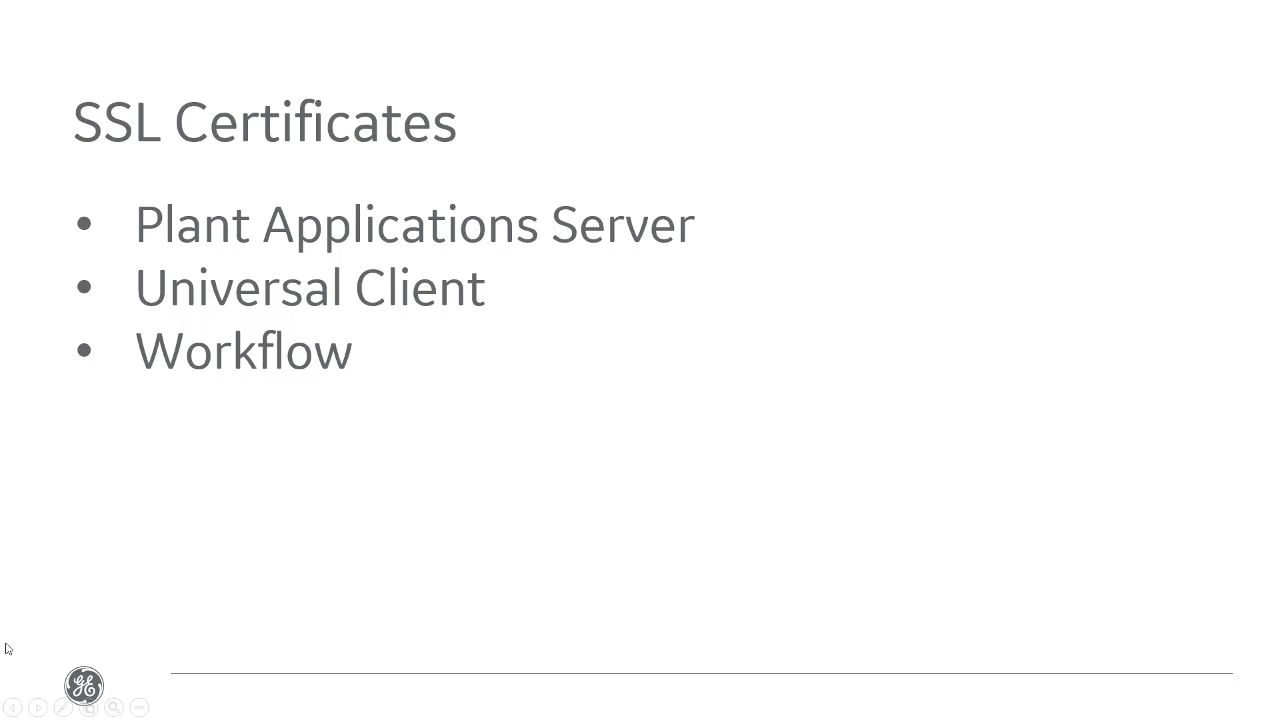 SSL Certificates
• Plant Applications Server
• Universal Client
• Workflow